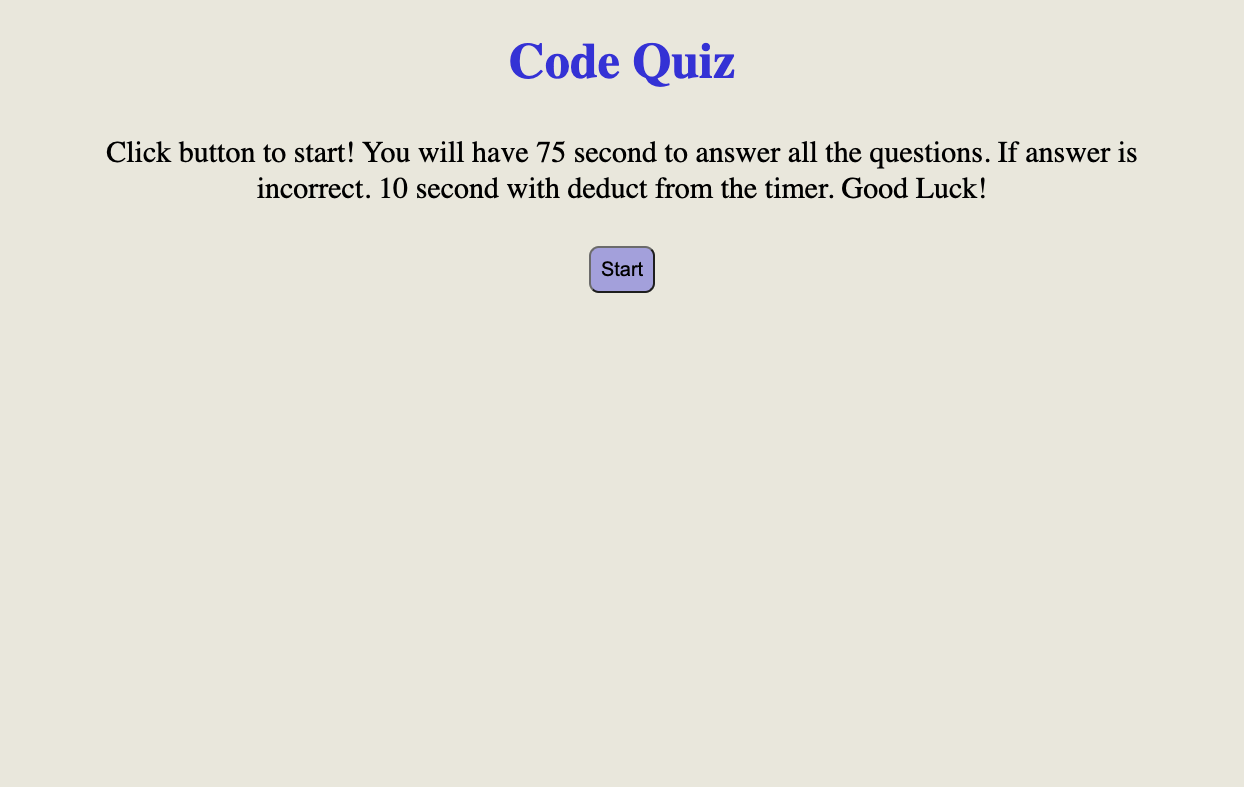 Code Quiz
Click button to start! You will have 75 second to answer all the questions. If answer is
incorrect. 10 second with deduct from the timer. Good Luck!
Start